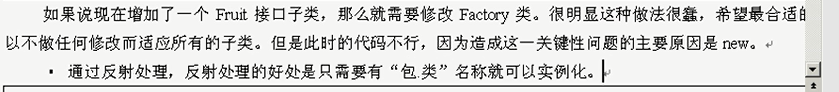 如果说现在增加了一个 Fruit 接口子类，那么就需要修改 Factory 类。很明显这种做法很蠢，希望最合适的
以不做任何修改而适应所有的子类。但是此时的代码不行，因为造成这一关键性问题的主要原因是 new。
▪ 通过反射处理，反射处理的好处是只需要有“包.类”名称就可以实例化。